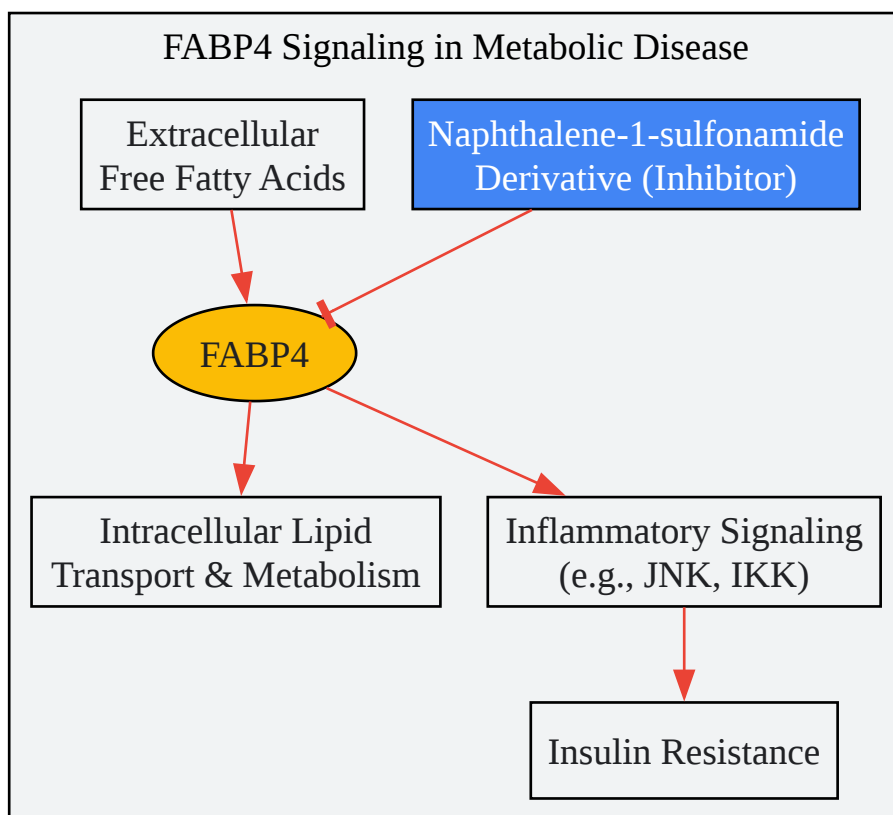 FABP4 Signaling in Metabolic Disease
Extracellular
Free Fatty Acids
Naphthalene-1-sulfonamide
Derivative (Inhibitor)
FABP4
Intracellular Lipid
Transport & Metabolism
Inflammatory Signaling
(e.g., JNK, IKK)
Insulin Resistance